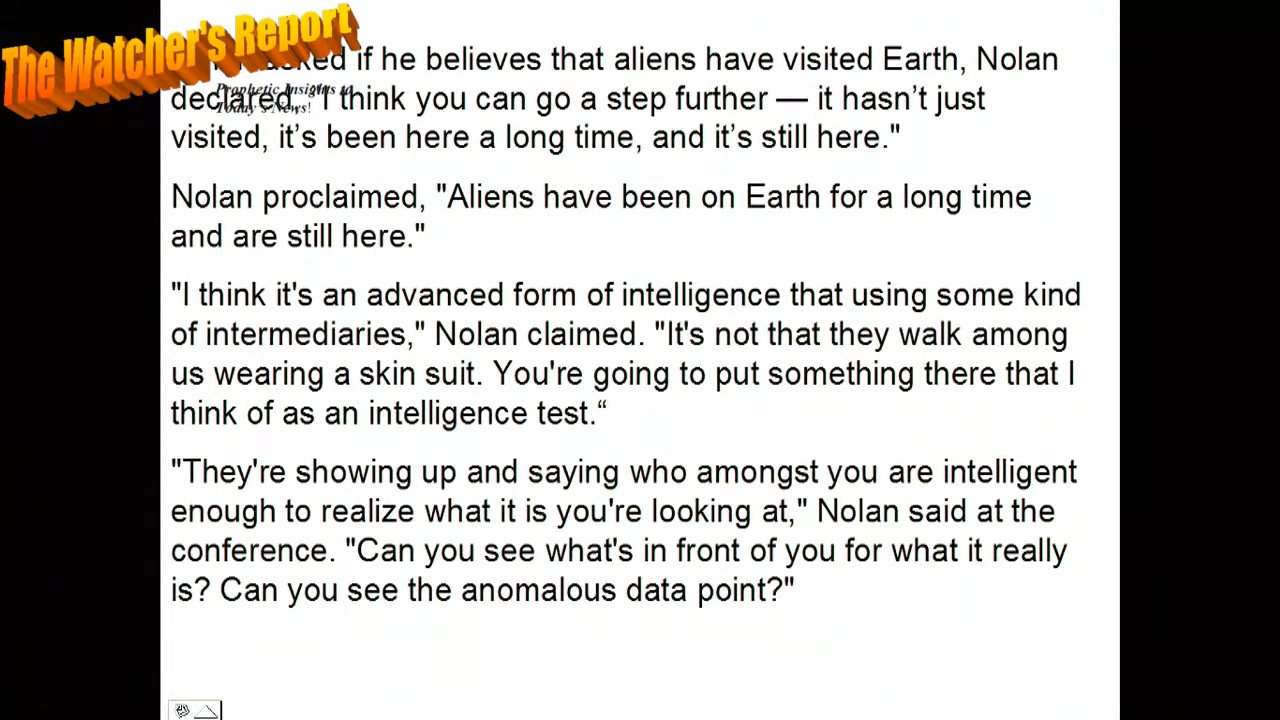 The Watcher's Report
Prophetic Insights to
Today's News!
if he believes that aliens have visited Earth, Nolan
declared, "I think you can go a step further — it hasn’t just
visited, it’s been here a long time, and it’s still here."
Nolan proclaimed, "Aliens have been on Earth for a long time
and are still here."
"I think it's an advanced form of intelligence that using some kind
of intermediaries," Nolan claimed. "It's not that they walk among
us wearing a skin suit. You're going to put something there that I
think of as an intelligence test.“
"They're showing up and saying who amongst you are intelligent
enough to realize what it is you're looking at," Nolan said at the
conference. "Can you see what's in front of you for what it really
is? Can you see the anomalous data point?"